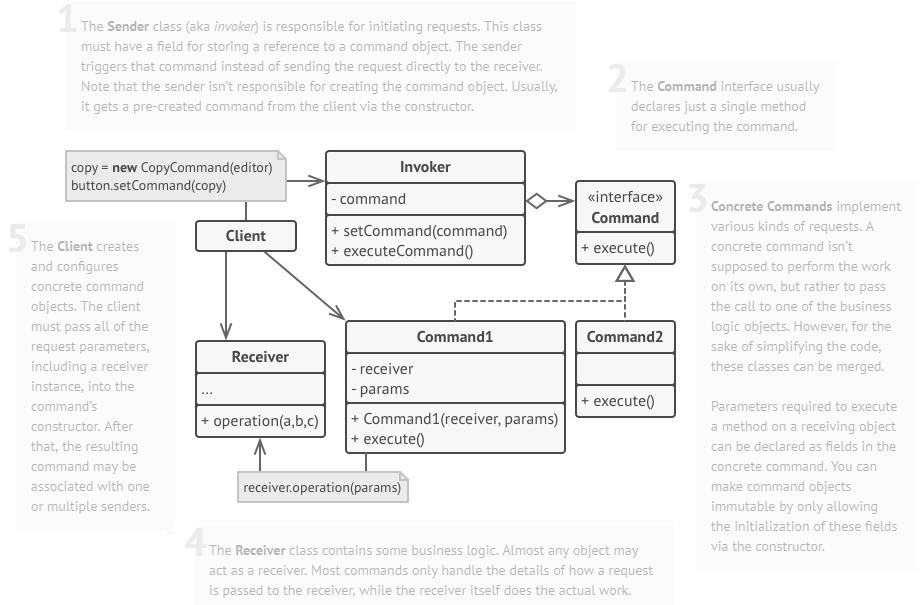 1
The Sender class (aka invoker) is responsible for initiating requests. This class
must have a field for storing a reference to a command object. The sender
triggers that command instead of sending the request directly to the receiver.
Note that the sender isn't responsible for creating the command object. Usually,
it gets a pre-created command from the client via the constructor.
2
The Command interface usually
declares just a single method
for executing the command.
copy = new CopyCommand(editor)
button.setCommand(copy)
Invoker
- command
+ setCommand(command)
+ executeCommand()
«interface»
Command
+ execute()
3
Concrete Commands implement
various kinds of requests. A
concrete command isn't
supposed to perform the work
on its own, but rather to pass
the call to one of the business
logic objects. However, for the
sake of simplifying the code,
these classes can be merged.
Parameters required to execute
a method on a receiving object
can be declared as fields in the
concrete command. You can
make command objects
immutable by only allowing
the initialization of these fields
via the constructor.
Client
5
The Client creates
and configures
concrete command
objects. The client
must pass all of the
request parameters,
including a receiver
instance, into the
command's
constructor. After
that, the resulting
command may be
associated with one
or multiple senders.
Receiver
...
+ operation(a,b,c)
Command1
- receiver
- params
+ Command1(receiver, params)
+ execute()
Command2
+ execute()
receiver.operation(params)
4
The Receiver class contains some business logic. Almost any object may
act as a receiver. Most commands only handle the details of how a request
is passed to the receiver, while the receiver itself does the actual work.